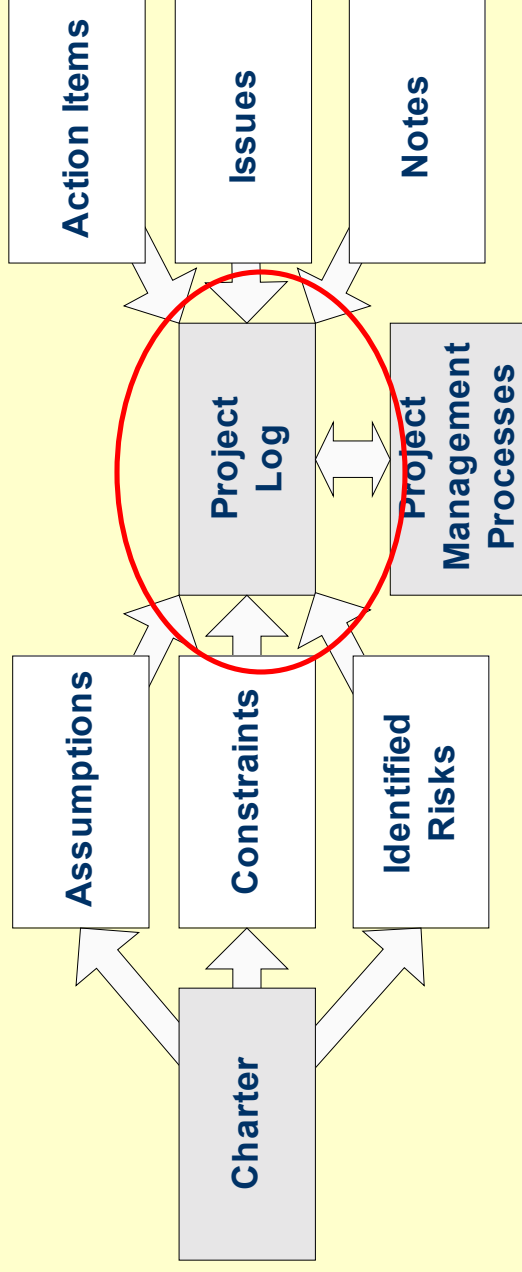 Charter
Assumptions
Constraints
Identified
Risks
Project
Log
Project
Management
Processes
Action Items
Issues
Notes